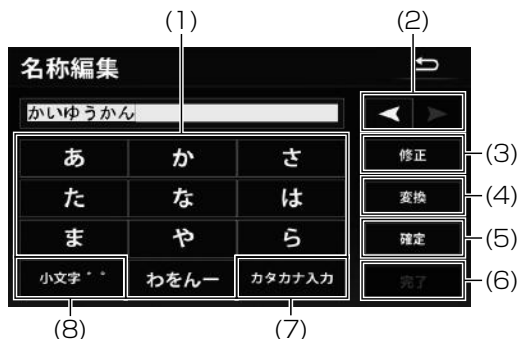 (1) (2)
名称編集
かいゆうかん
あ か さ 修正 (3)
た な は 変換 (4)
ま や ら 確定 (5)
小文字゛゜ わをんー カタカナ入力 完了 (6)
(8) (7)